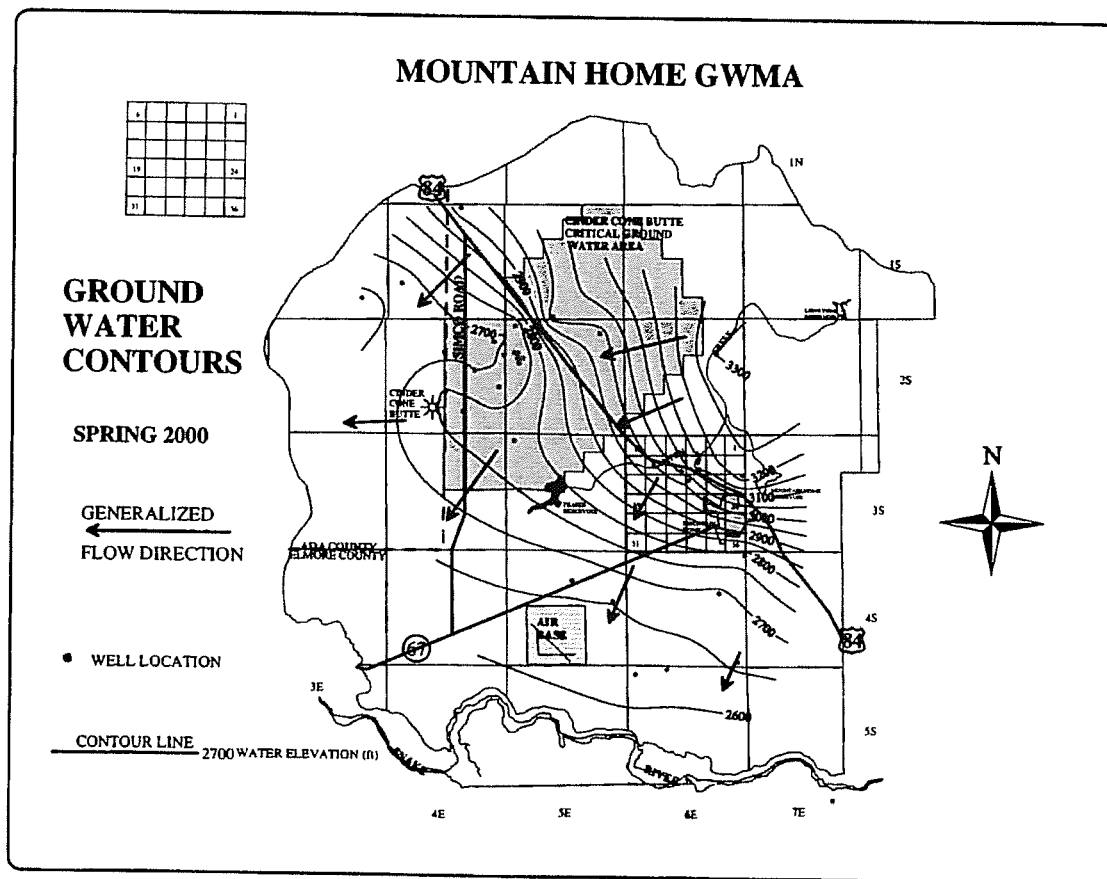 MOUNTAIN HOME GWMA
6
1
19
24
31
36
GROUND
WATER
CONTOURS
SPRING 2000
GENERALIZED
FLOW DIRECTION
WELL LOCATION
CONTOUR LINE
2700 WATER ELEVATION (ft)
84
1N
CINDER CONE BUTTE
CRITICAL GROUND
WATER AREA
1S
SIMCO ROAD
2700
3300
2S
CINDER
CONE
BUTTE
3200
3100
3000
2900
2800
3S
31
36
ADA COUNTY
ELMORE COUNTY
2700
4S
AIR
BASE
67
84
3E
2600
5S
SNAKE
RIVER
4E
5E
6E
7E
N